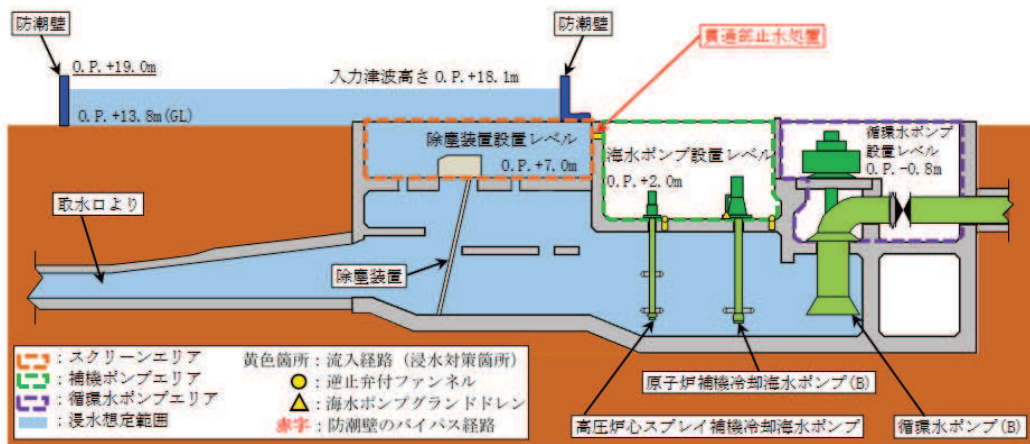 防潮壁
防潮壁
貫通部止水処置
O.P.+19.0m
入力津波高さ O.P.+18.1m
O.P.+13.8m(GL)
除塵装置設置レベル
O.P.+7.0m
海水ポンプ設置レベル
O.P.+2.0m
循環水ポンプ
設置レベル
O.P.-0.8m
取水口より
除塵装置
:スクリーンエリア
:補機ポンプエリア
:循環水ポンプエリア
:浸水想定範囲
黄色箇所:流入経路(浸水対策箇所)
:逆止弁付ファンネル
:海水ポンプグランドドレン
赤字:防潮壁のバイパス経路
原子炉補機冷却海水ポンプ(B)
高圧炉心スプレイ補機冷却海水ポンプ
循環水ポンプ(B)